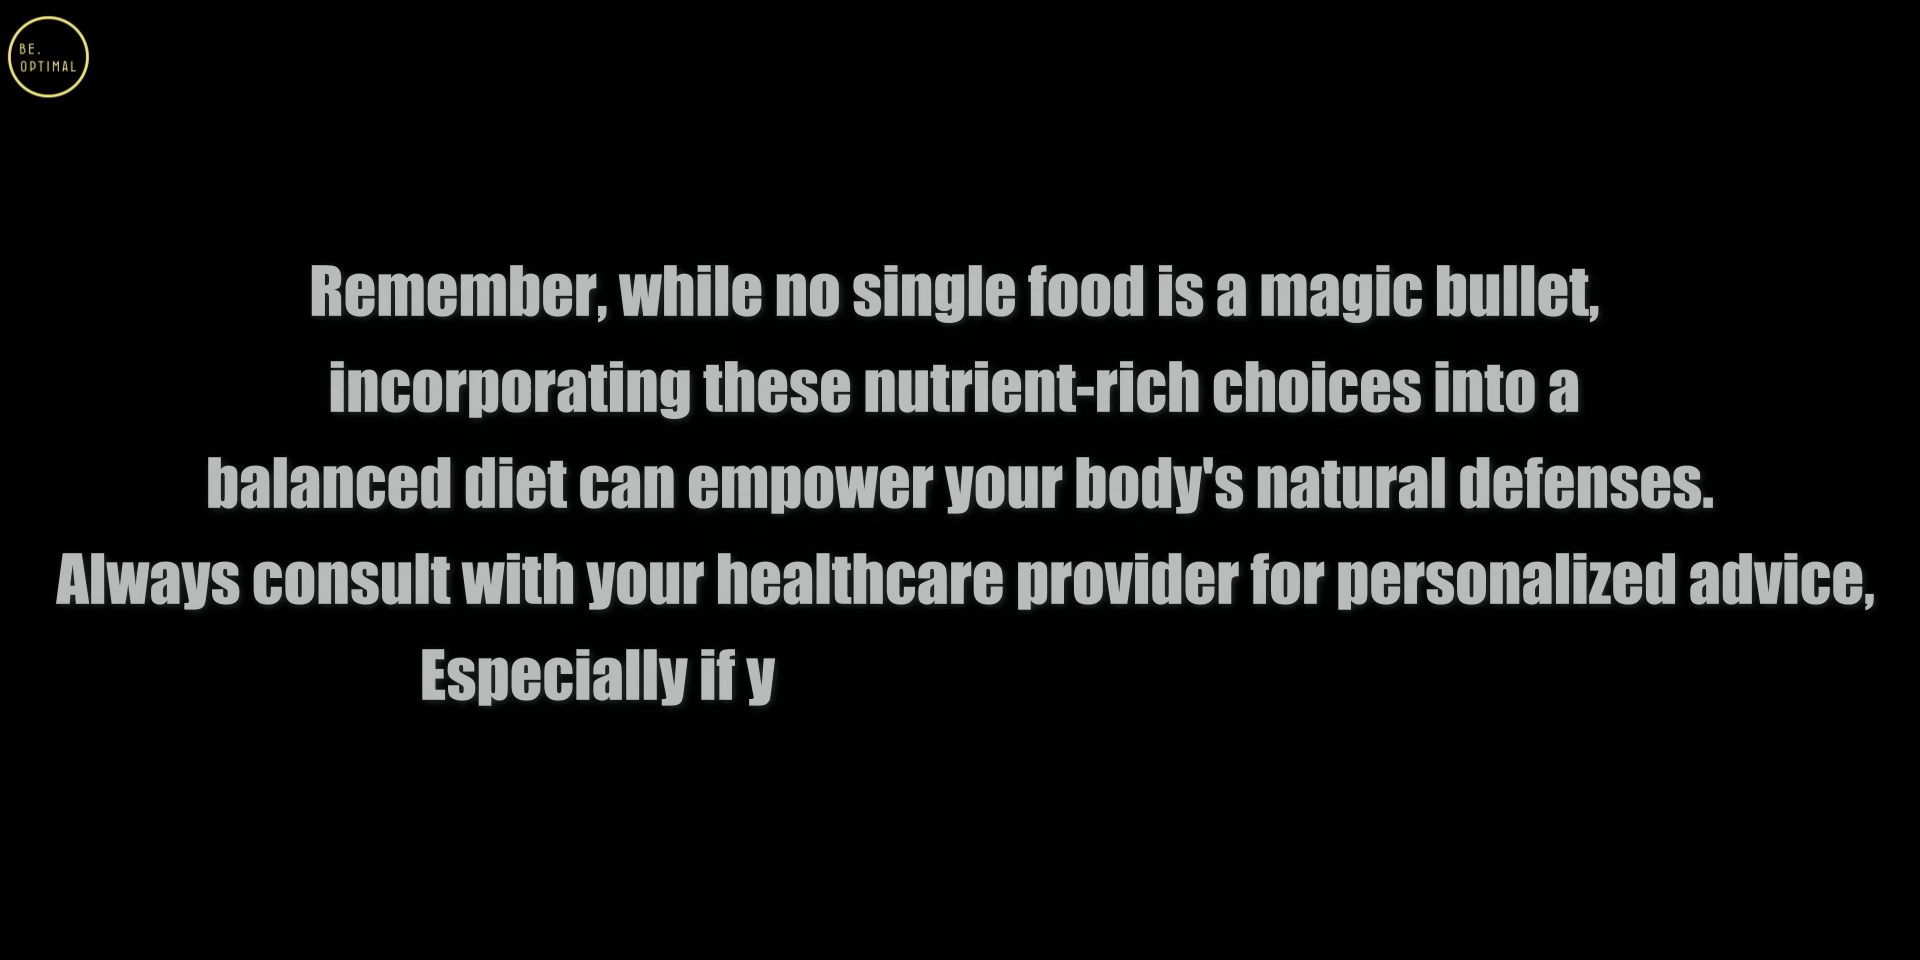 BE.
OPTIMAL
Remember, while no single food is a magic bullet,
incorporating these nutrient-rich choices into a
balanced diet can empower your body's natural defenses.
Always consult with your healthcare provider for personalized advice,
Especially if y